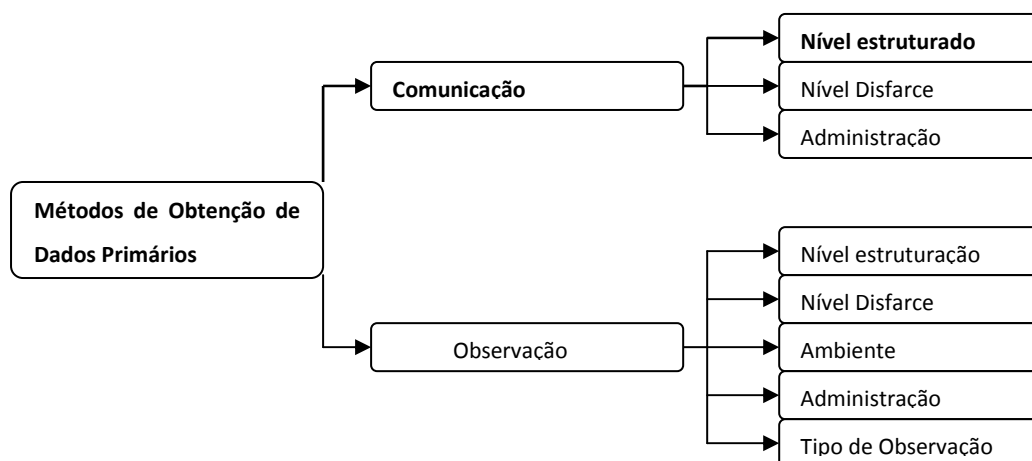 Métodos de Obtenção de
Dados Primários
Comunicação
Nível estruturado
Nível Disfarce
Administração
Observação
Nível estruturação
Nível Disfarce
Ambiente
Administração
Tipo de Observação